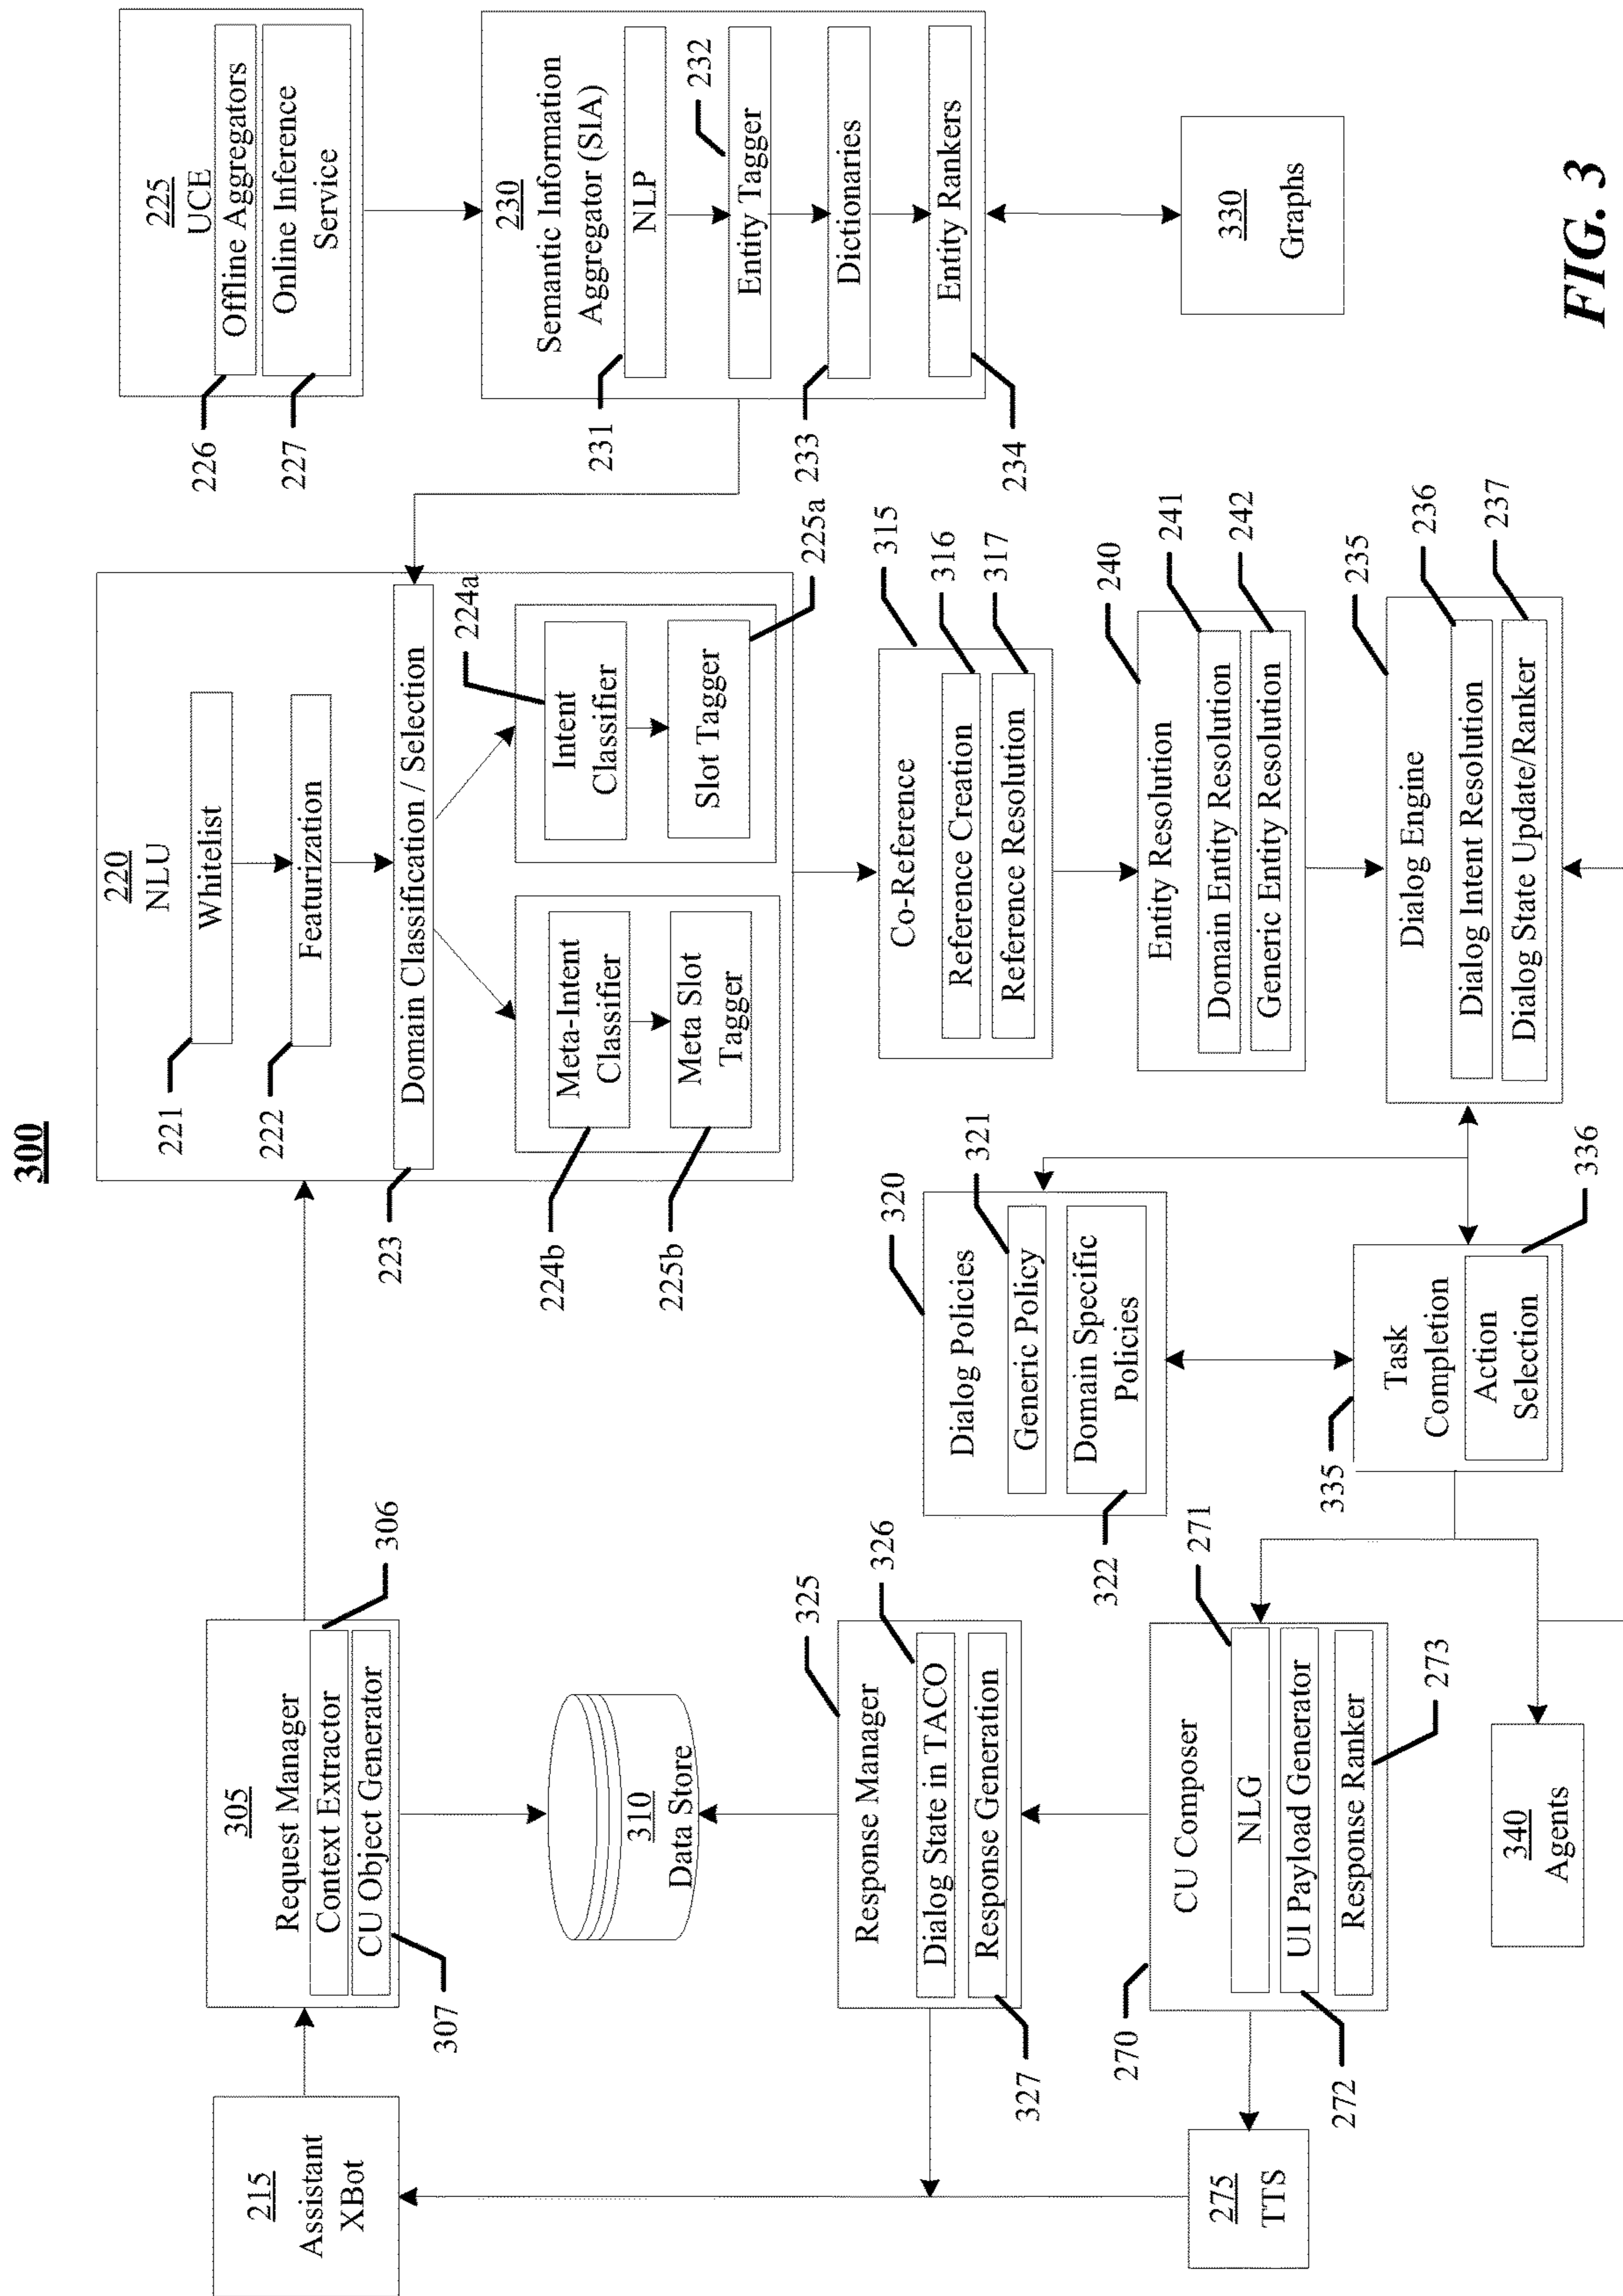 300
215
Assistant
XBot
305
Request Manager
Context Extractor
CU Object Generator
306
307
310
Data Store
220
NLU
Whitelist
221
Featurization
222
Domain Classification / Selection
223
Meta-Intent
Classifier
224b
Meta Slot
Tagger
225b
Intent
Classifier
224a
Slot Tagger
225a
225
UCE
Offline Aggregators
226
Online Inference
Service
227
230
Semantic Information
Aggregator (SIA)
NLP
231
Entity Tagger
232
Dictionaries
233
Entity Rankers
234
330
Graphs
Co-Reference
315
Reference Creation
316
Reference Resolution
317
Entity Resolution
240
Domain Entity Resolution
241
Generic Entity Resolution
242
Dialog Engine
235
Dialog Intent Resolution
236
Dialog State Update/Ranker
237
Dialog Policies
320
Generic Policy
321
Domain Specific
Policies
322
Task
Completion
335
Action
Selection
336
Response Manager
325
Dialog State in TACO
326
Response Generation
327
CU Composer
270
NLG
271
UI Payload Generator
272
Response Ranker
273
275
TTS
340
Agents
FIG. 3